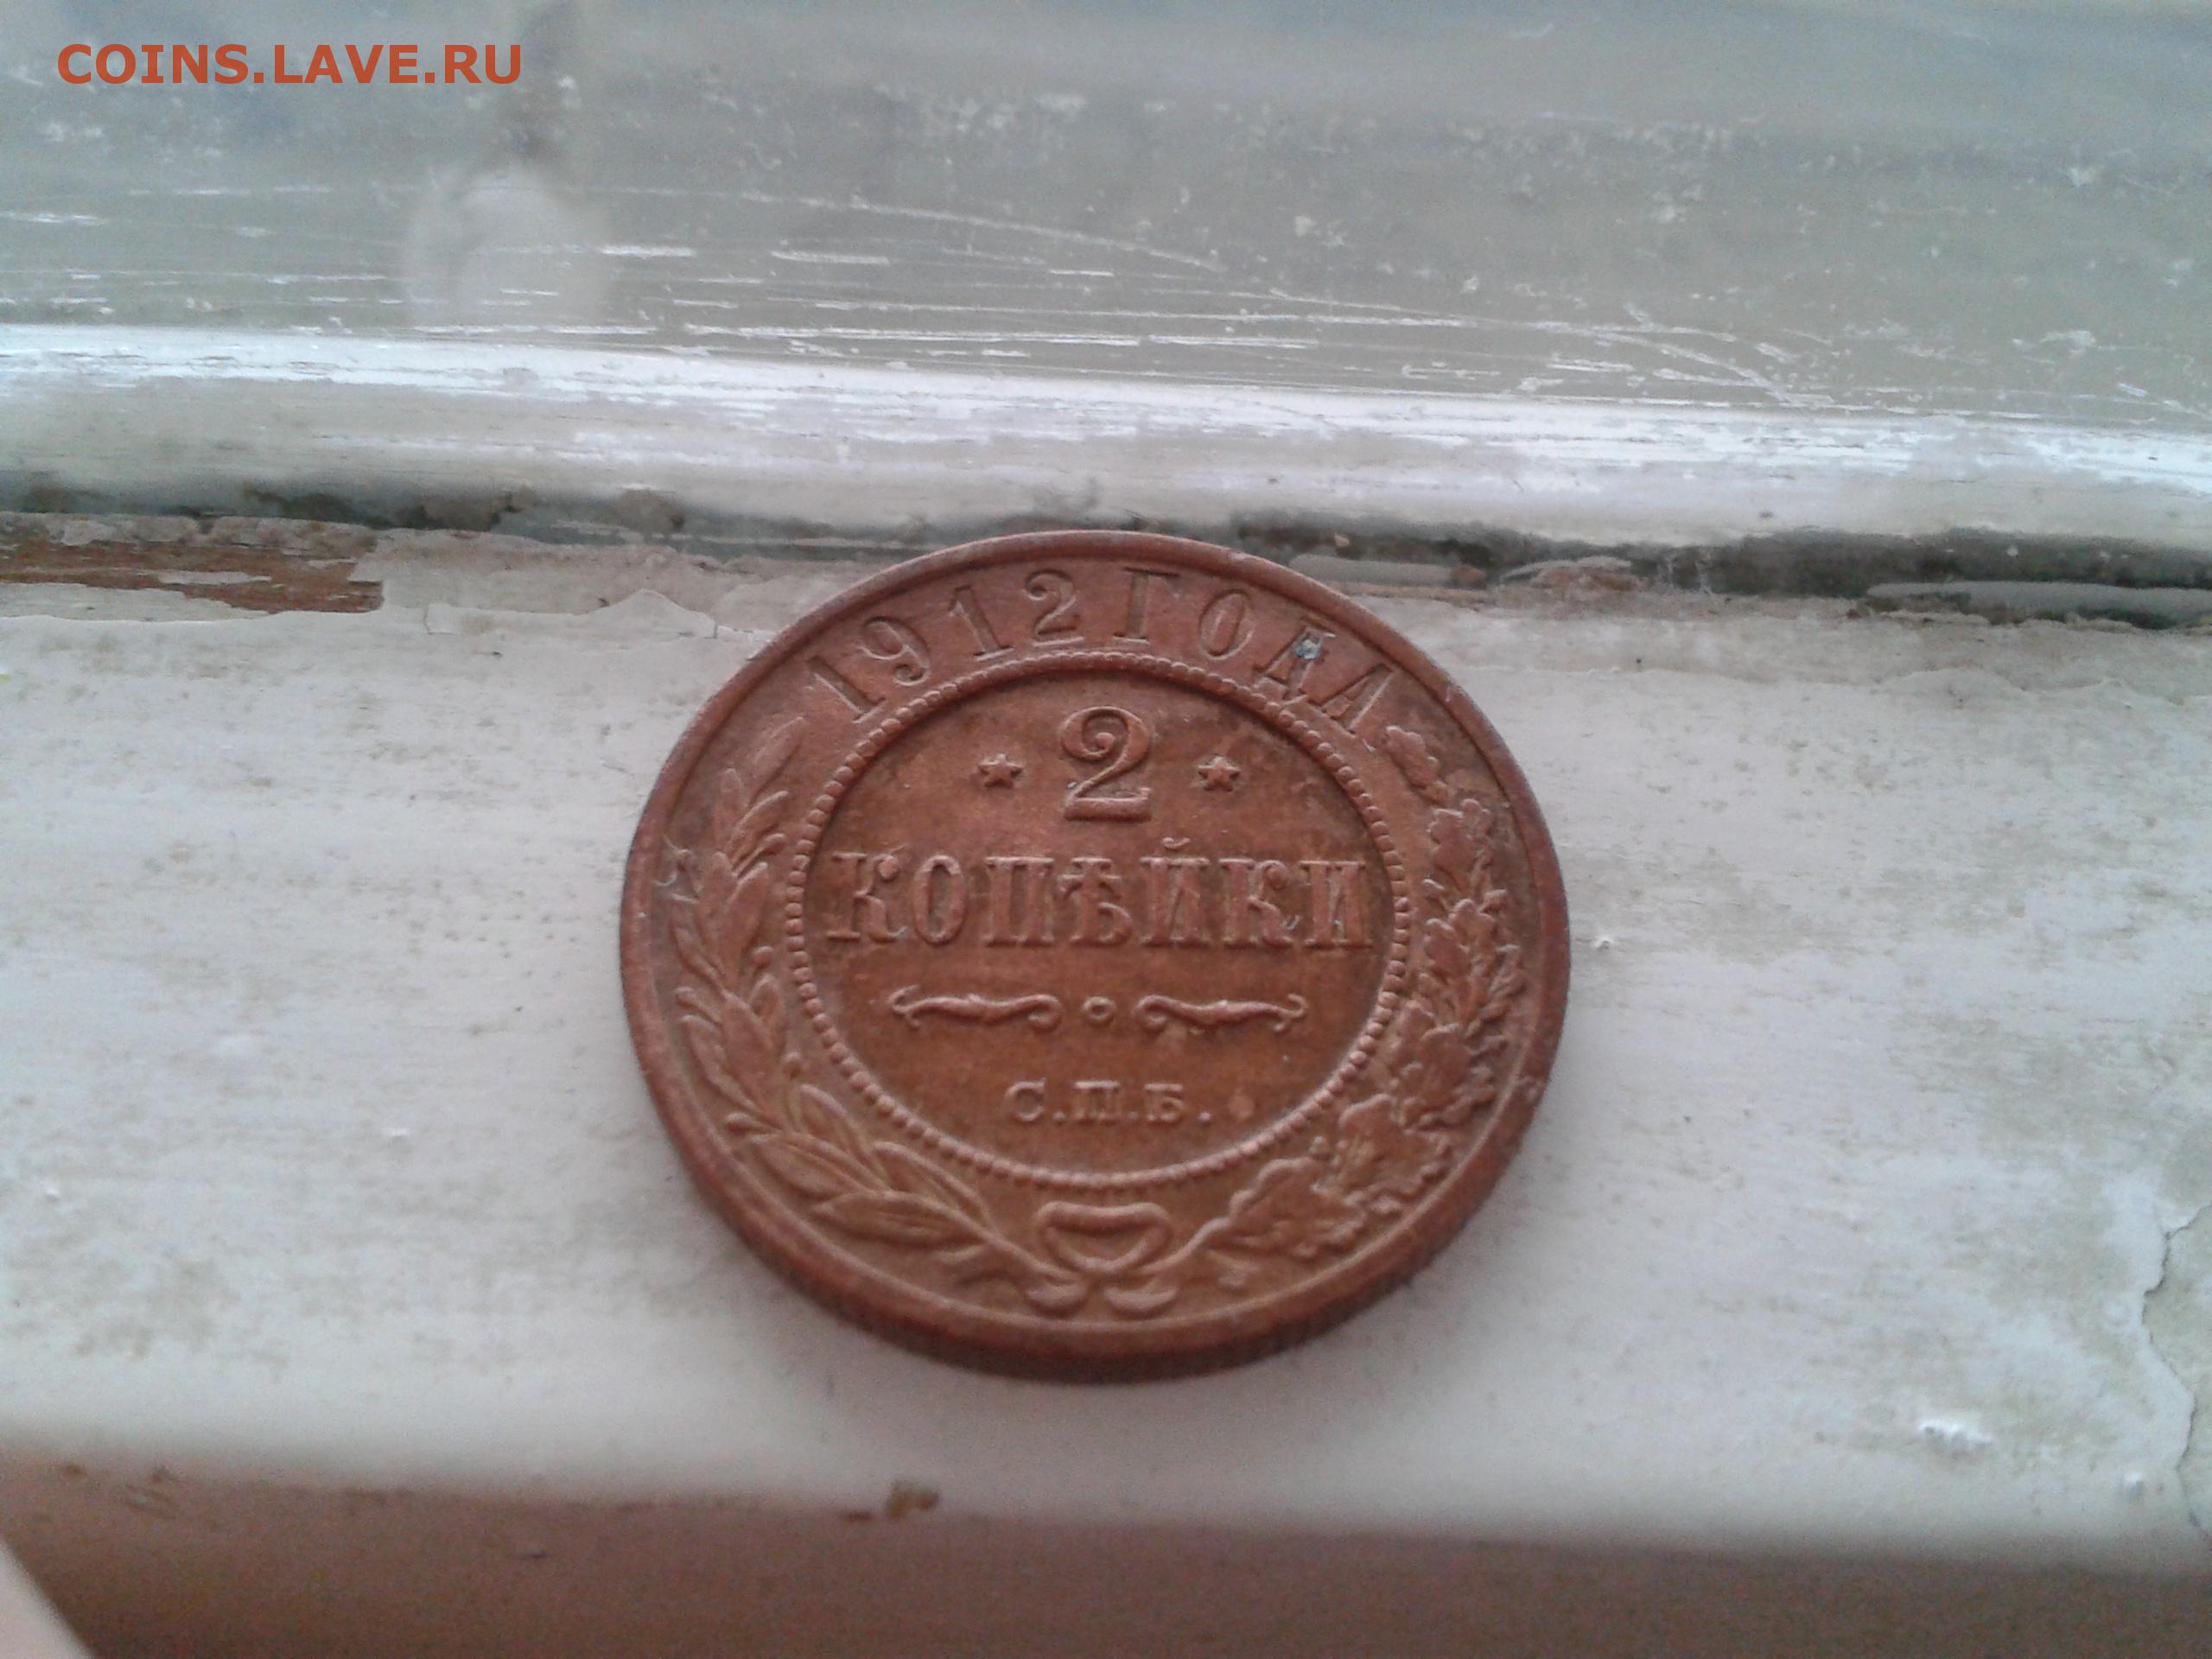 COINS.LAVE.RU
1912 ГОДА
2
КОПѢЙКИ
С.П.Б.